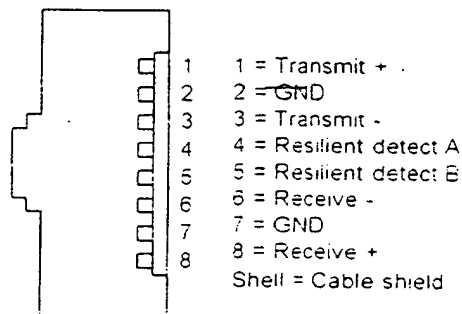 1 1 = Transmit +
2 2 = GND
3 3 = Transmit -
4 4 = Resilient detect A
5 5 = Resilient detect B
6 6 = Receive -
7 7 = GND
8 8 = Receive +
Shell = Cable shield